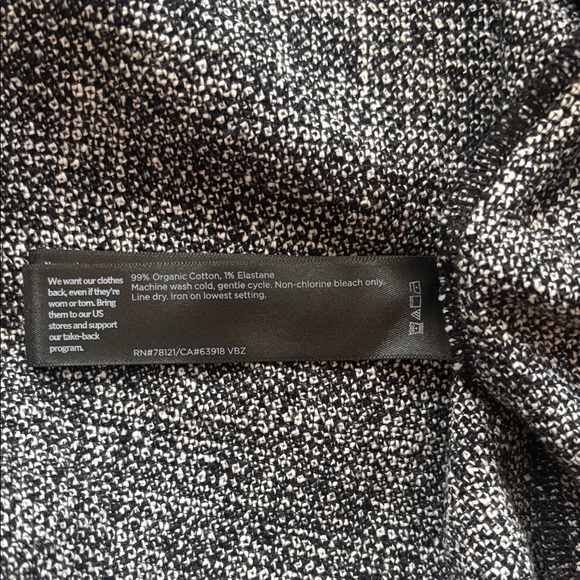 We want our clothes
back, even if they're
worn or torn. Bring
them to our US
stores and support
our take-back
program.
99% Organic Cotton, 1% Elastane
Machine wash cold, gentle cycle. Non-chlorine bleach only.
Line dry. Iron on lowest setting.
RN#78121/CA#63918 VBZ